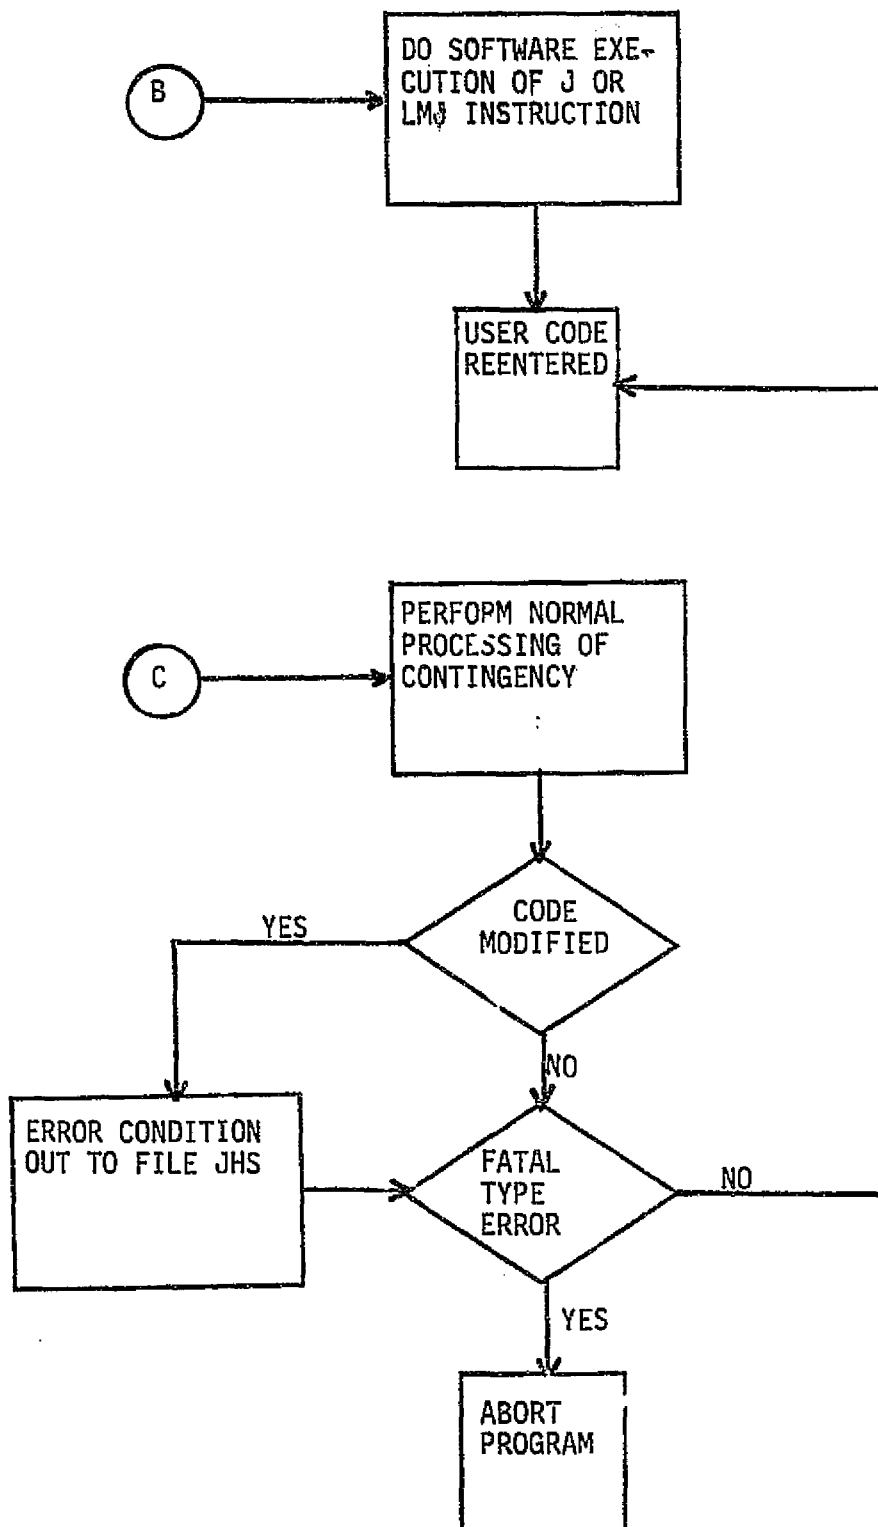 B
DO SOFTWARE EXE-
CUTION OF J OR
LMJ INSTRUCTION
USER CODE
REENTERED
C
PERFOPM NORMAL
PROCESSING OF
CONTINGENCY
CODE
MODIFIED
YES
NO
ERROR CONDITION
OUT TO FILE JHS
FATAL
TYPE
ERROR
NO
YES
ABORT
PROGRAM